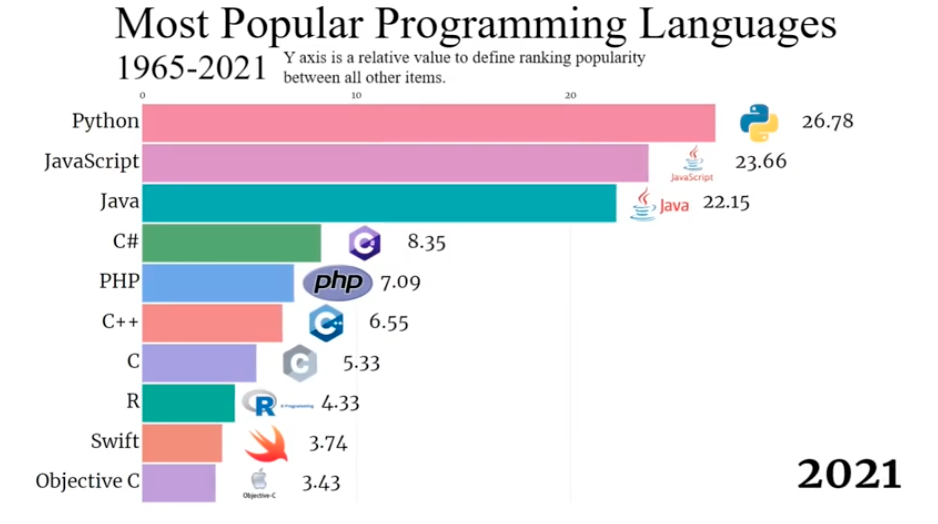 Most Popular Programming Languages
1965-2021
Y axis is a relative value to define ranking popularity
between all other items.
0 10 20
Python 26.78
JavaScript JavaScript 23.66
Java Java 22.15
C# C 8.35
PHP php 7.09
C++ C++ 6.55
C C 5.33
R R R Programming 4.33
Swift 3.74
Objective C Objective-C 3.43
2021